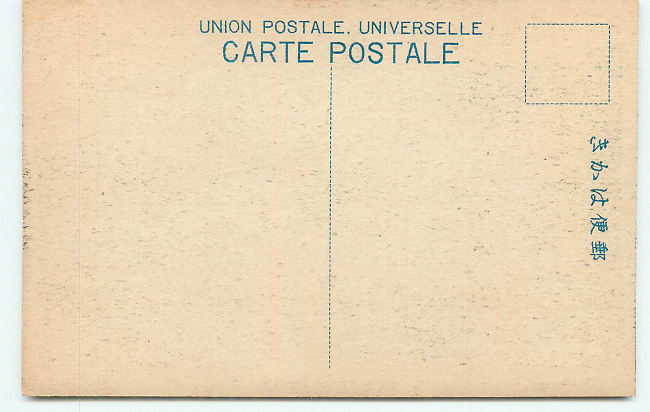 UNION POSTALE. UNIVERSELLE
CARTE POSTALE
郵便はかき